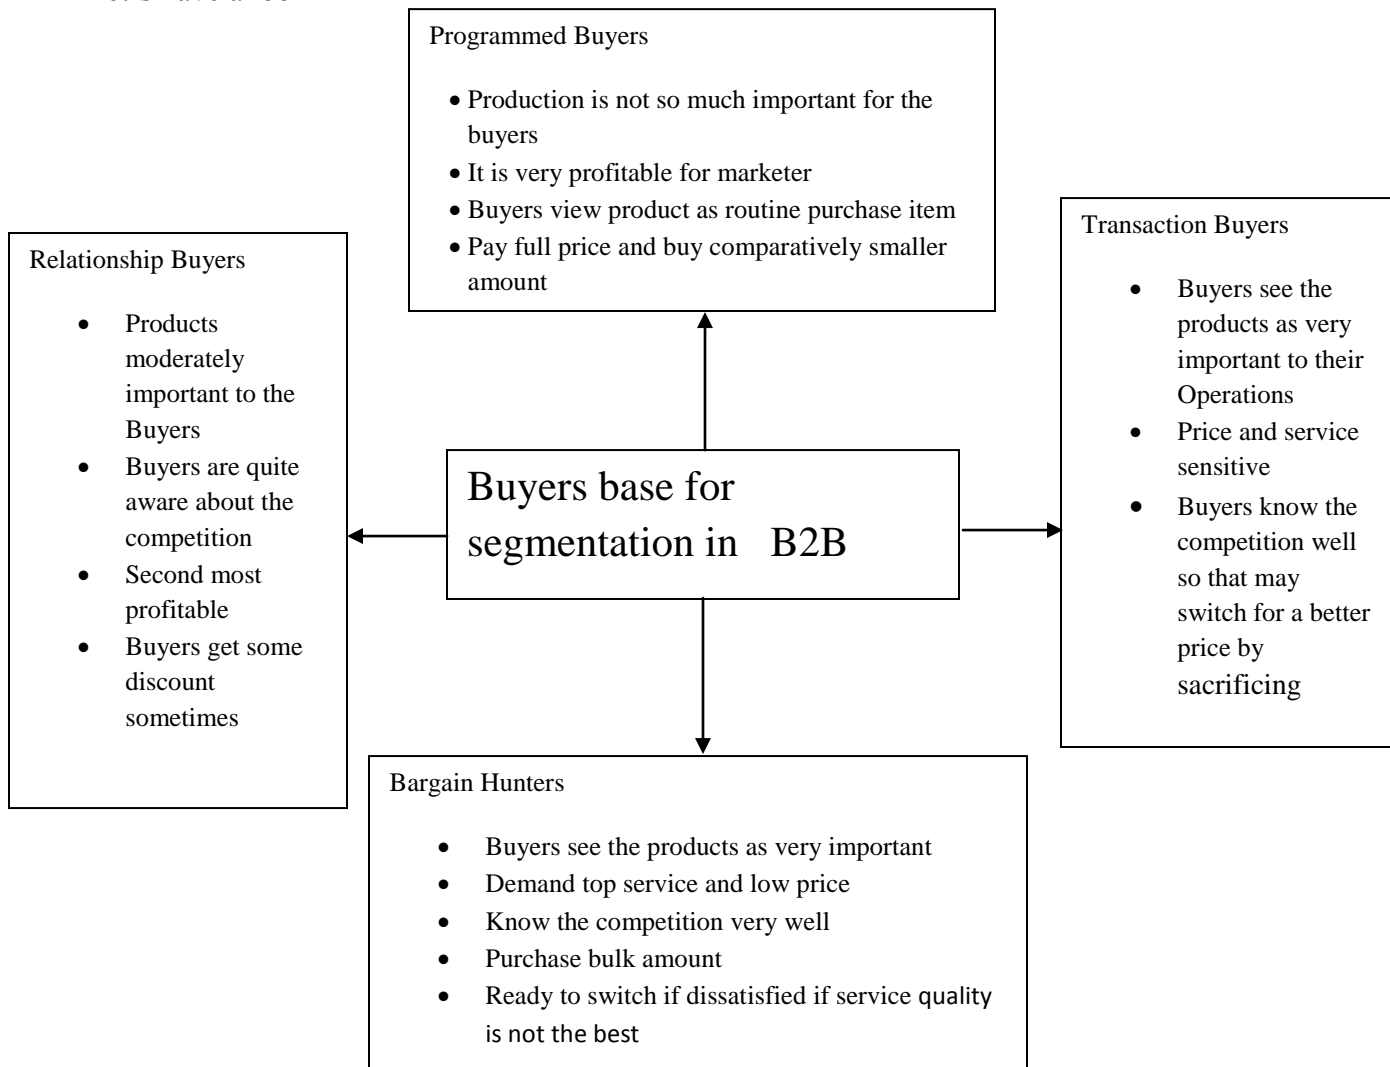 Programmed Buyers
• Production is not so much important for the
buyers
• It is very profitable for marketer
• Buyers view product as routine purchase item
• Pay full price and buy comparatively smaller
amount
Relationship Buyers
• Products
moderately
important to the
Buyers
• Buyers are quite
aware about the
competition
• Second most
profitable
• Buyers get some
discount
sometimes
Buyers base for
segmentation in B2B
Transaction Buyers
• Buyers see the
products as very
important to their
Operations
• Price and service
sensitive
• Buyers know the
competition well
so that may
switch for a better
price by
sacrificing
Bargain Hunters
• Buyers see the products as very important
• Demand top service and low price
• Know the competition very well
• Purchase bulk amount
• Ready to switch if dissatisfied if service quality
is not the best